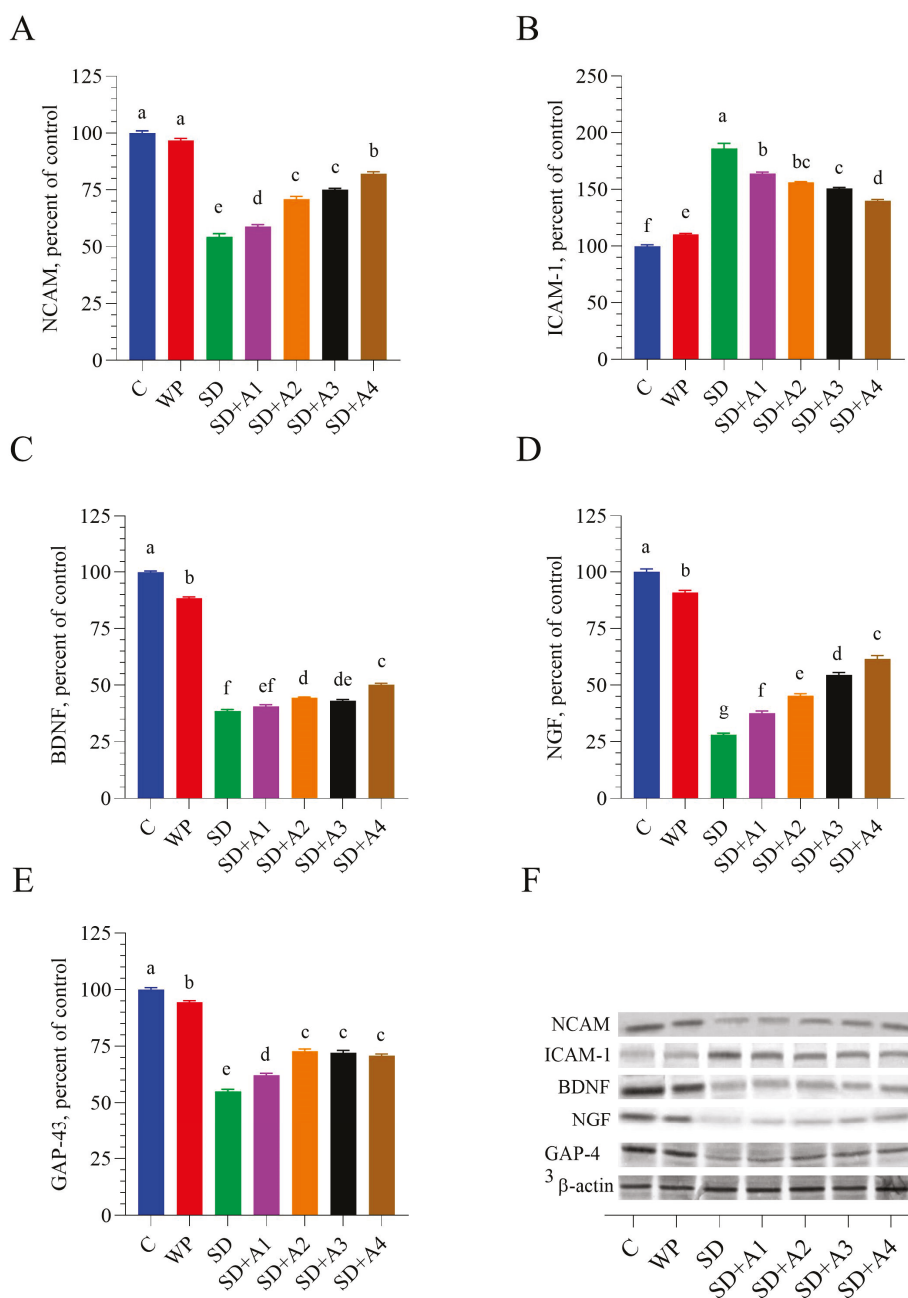 A
NCAM, percent of control
125
100
75
50
25
0
a
a
e
d
c
c
b
C
WP
SD
SD+A1
SD+A2
SD+A3
SD+A4
B
ICAM-1, percent of control
250
200
150
100
50
0
f
e
a
b
bc
c
d
C
WP
SD
SD+A1
SD+A2
SD+A3
SD+A4
C
BDNF, percent of control
125
100
75
50
25
0
a
b
f
ef
d
de
c
C
WP
SD
SD+A1
SD+A2
SD+A3
SD+A4
D
NGF, percent of control
125
100
75
50
25
0
a
b
g
f
e
d
c
C
WP
SD
SD+A1
SD+A2
SD+A3
SD+A4
E
GAP-43, percent of control
125
100
75
50
25
0
a
b
e
d
c
c
c
C
WP
SD
SD+A1
SD+A2
SD+A3
SD+A4
F
NCAM
ICAM-1
BDNF
NGF
GAP-4
3
β-actin
C
WP
SD
SD+A1
SD+A2
SD+A3
SD+A4